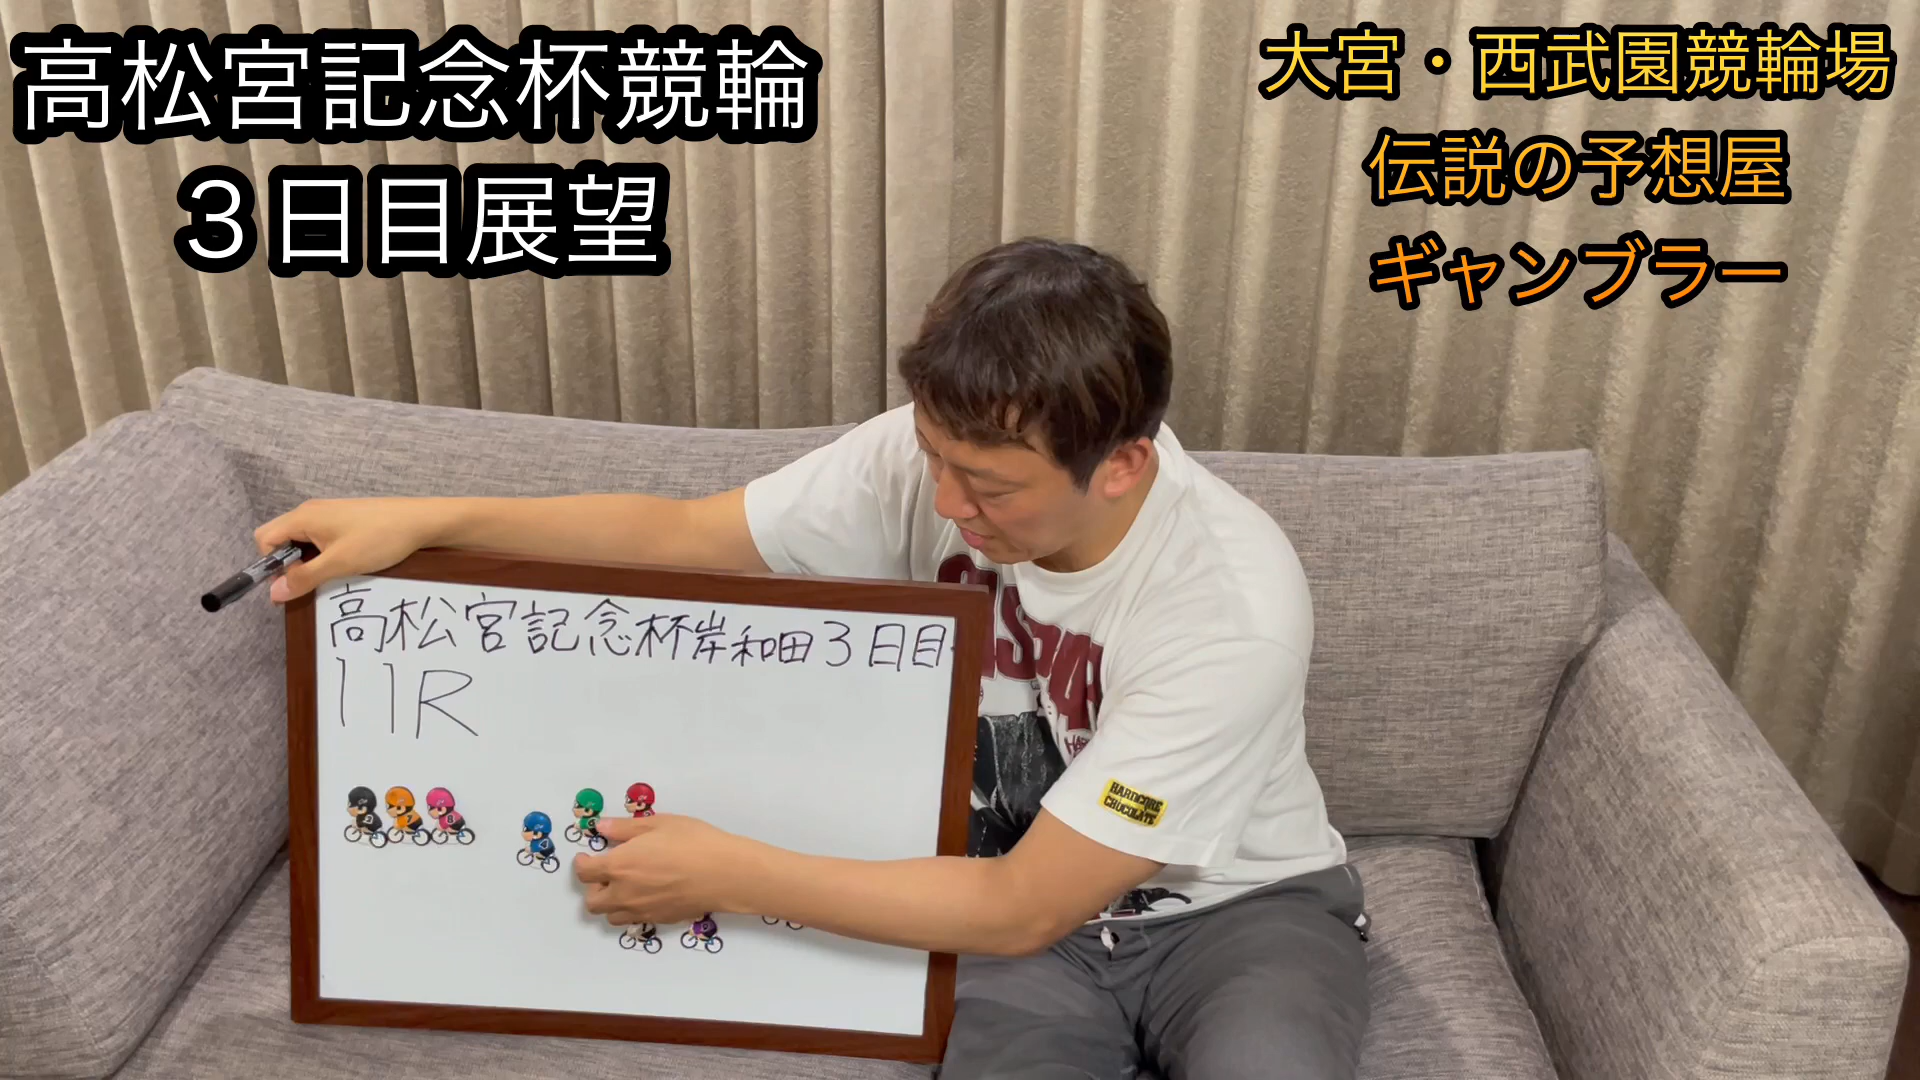 高松宮記念杯競輪
3日目展望
大宮・西武園競輪場
伝説の予想屋
ギャンブラー
高松宮記念杯岸和田3日目
11R
HARDCORE
CHOCOLATE